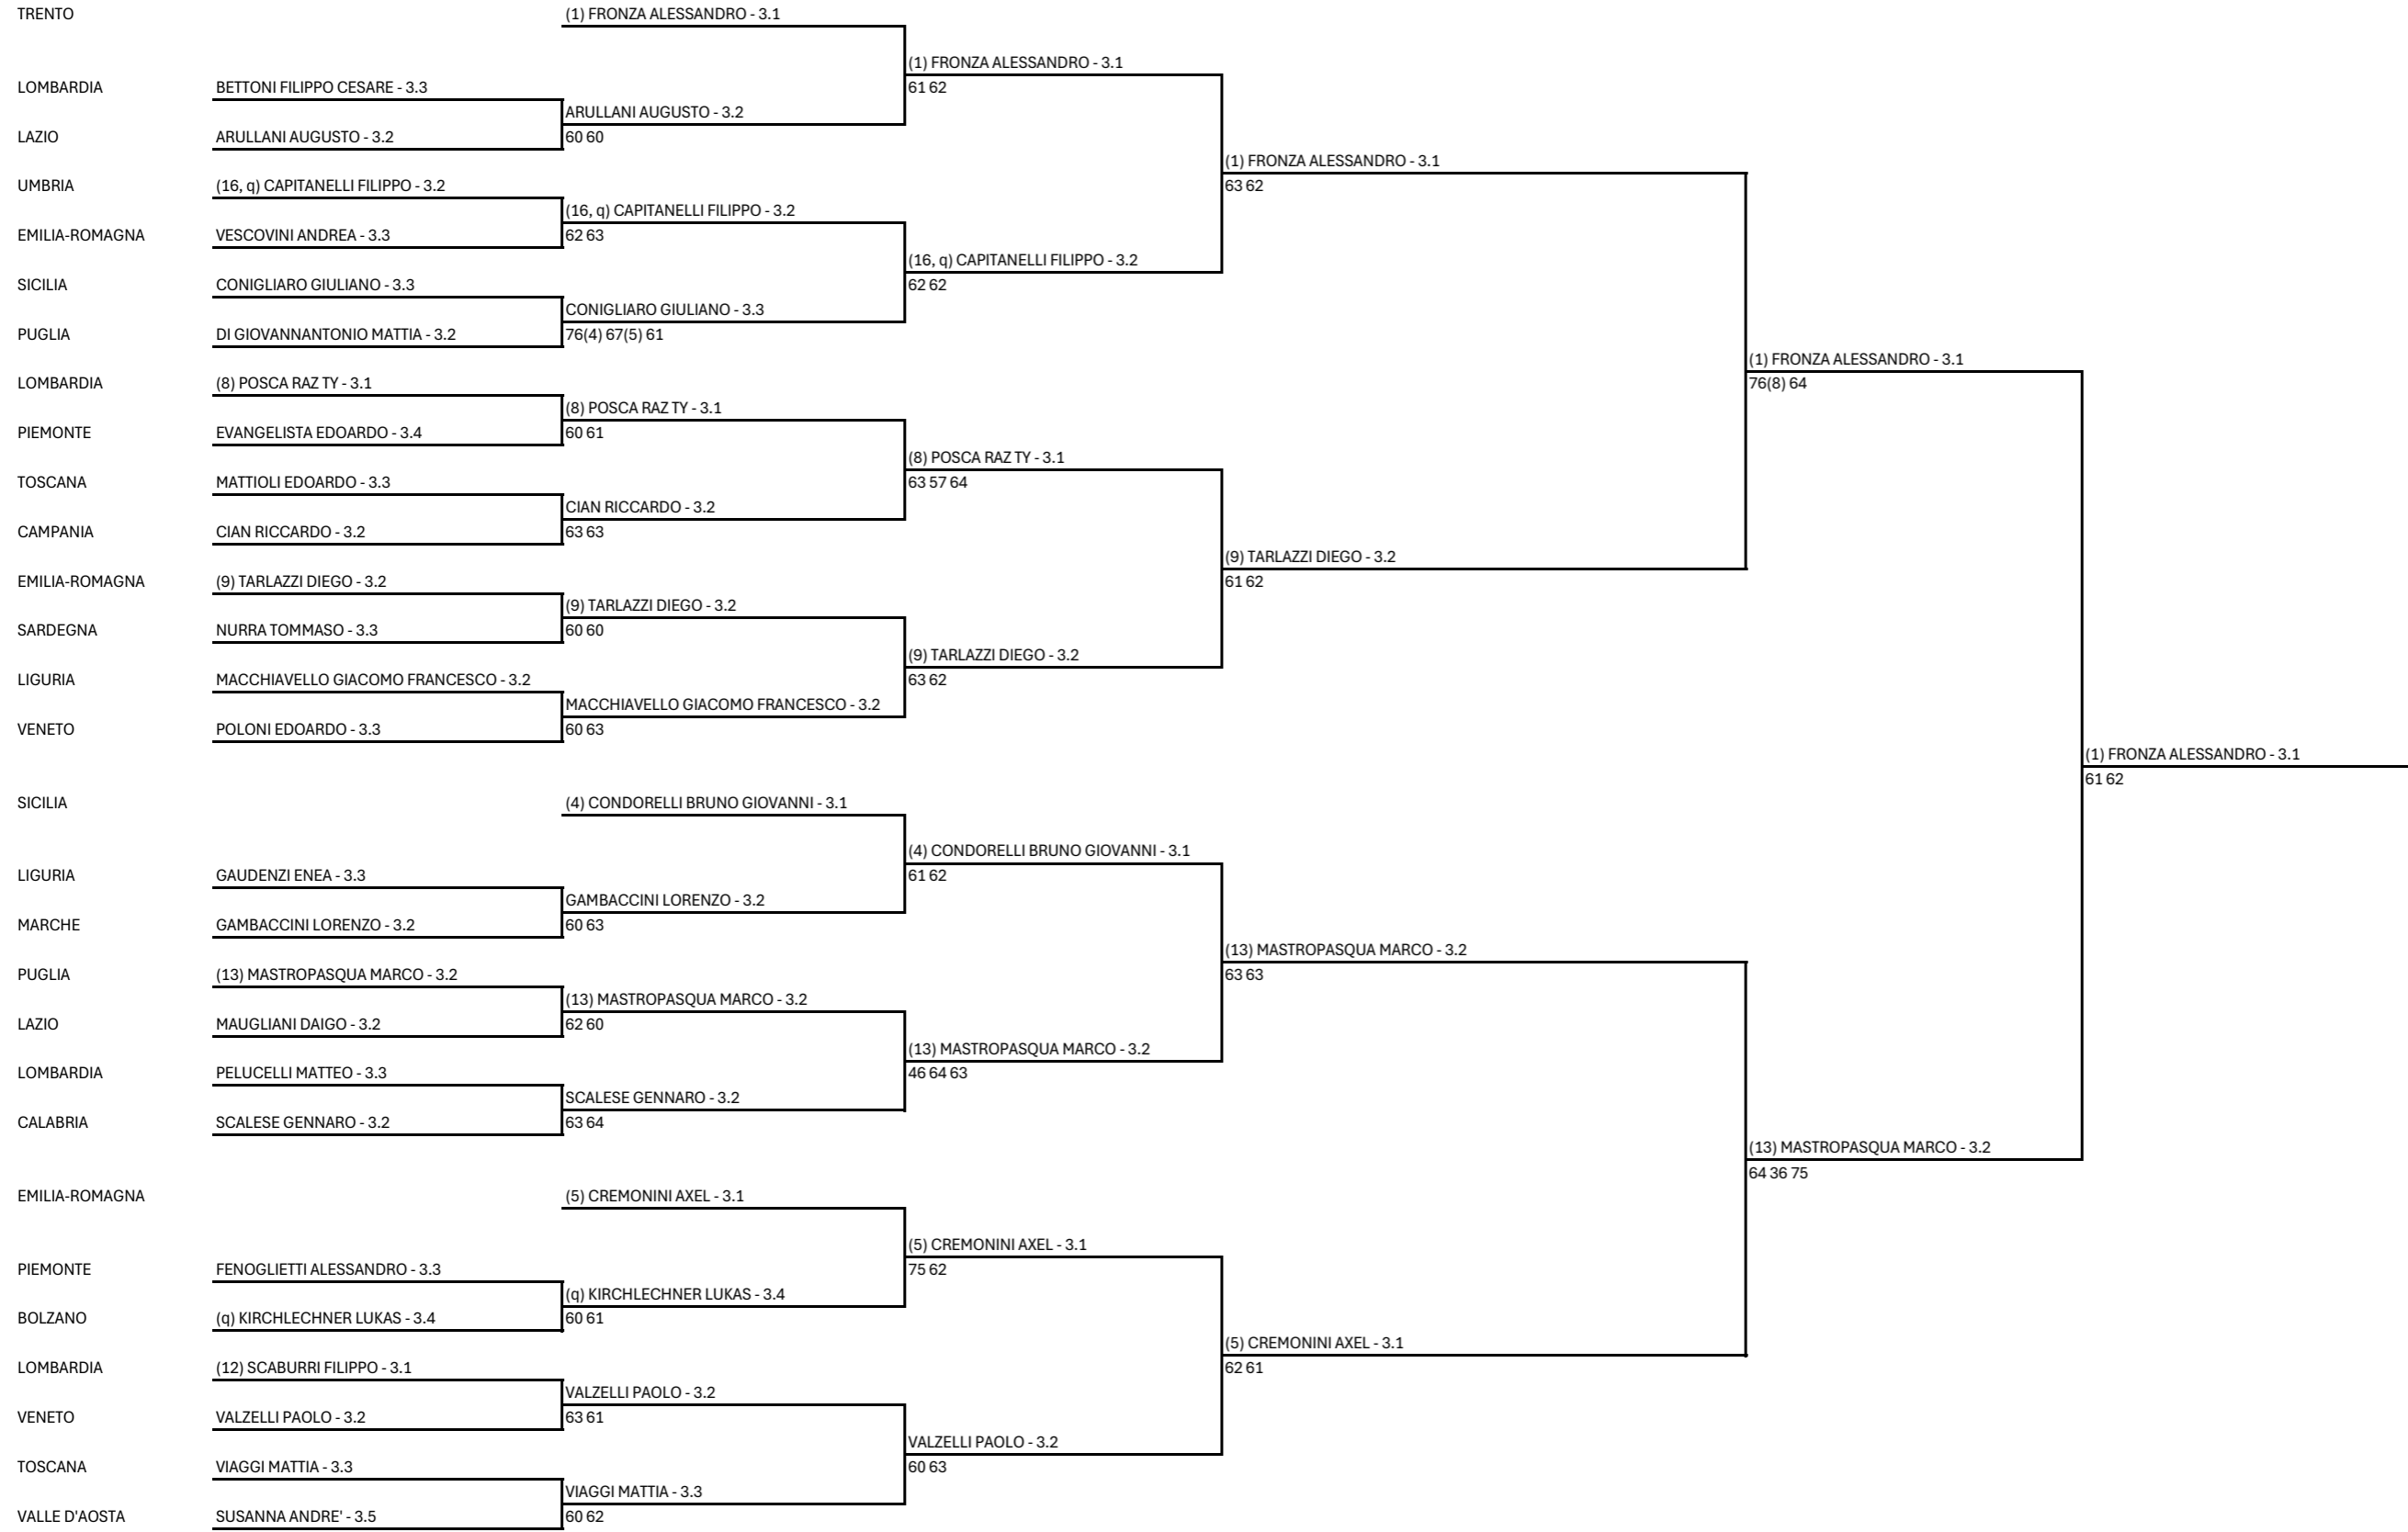 TRENTO (1) FRONZA ALESSANDRO - 3.1
(1) FRONZA ALESSANDRO - 3.1
LOMBARDIA BETTONI FILIPPO CESARE - 3.3 61 62
ARULLANI AUGUSTO - 3.2
LAZIO ARULLANI AUGUSTO - 3.2 60 60
(1) FRONZA ALESSANDRO - 3.1
UMBRIA (16, q) CAPITANELLI FILIPPO - 3.2 63 62
(16, q) CAPITANELLI FILIPPO - 3.2
EMILIA-ROMAGNA VESCOVINI ANDREA - 3.3 62 63
(16, q) CAPITANELLI FILIPPO - 3.2
SICILIA CONIGLIARO GIULIANO - 3.3 62 62
CONIGLIARO GIULIANO - 3.3
PUGLIA DI GIOVANNANTONIO MATTIA - 3.2 76(4) 67(5) 61
(1) FRONZA ALESSANDRO - 3.1
LOMBARDIA (8) POSCA RAZ TY - 3.1 76(8) 64
(8) POSCA RAZ TY - 3.1
PIEMONTE EVANGELISTA EDOARDO - 3.4 60 61
(8) POSCA RAZ TY - 3.1
TOSCANA MATTIOLI EDOARDO - 3.3 63 57 64
CIAN RICCARDO - 3.2
CAMPANIA CIAN RICCARDO - 3.2 63 63
(9) TARLAZZI DIEGO - 3.2
EMILIA-ROMAGNA (9) TARLAZZI DIEGO - 3.2 61 62
(9) TARLAZZI DIEGO - 3.2
SARDEGNA NURRA TOMMASO - 3.3 60 60
(9) TARLAZZI DIEGO - 3.2
LIGURIA MACCHIAVELLO GIACOMO FRANCESCO - 3.2 63 62
MACCHIAVELLO GIACOMO FRANCESCO - 3.2
VENETO POLONI EDOARDO - 3.3 60 63
(1) FRONZA ALESSANDRO - 3.1
61 62
SICILIA (4) CONDORELLI BRUNO GIOVANNI - 3.1
(4) CONDORELLI BRUNO GIOVANNI - 3.1
LIGURIA GAUDENZI ENEA - 3.3 61 62
GAMBACCINI LORENZO - 3.2
MARCHE GAMBACCINI LORENZO - 3.2 60 63
(13) MASTROPASQUA MARCO - 3.2
PUGLIA (13) MASTROPASQUA MARCO - 3.2 63 63
(13) MASTROPASQUA MARCO - 3.2
LAZIO MAUGLIANI DAIGO - 3.2 62 60
(13) MASTROPASQUA MARCO - 3.2
LOMBARDIA PELUCELLI MATTEO - 3.3 46 64 63
SCALESE GENNARO - 3.2
CALABRIA SCALESE GENNARO - 3.2 63 64
(13) MASTROPASQUA MARCO - 3.2
64 36 75
EMILIA-ROMAGNA (5) CREMONINI AXEL - 3.1
(5) CREMONINI AXEL - 3.1
PIEMONTE FENOGLIETTI ALESSANDRO - 3.3 75 62
(q) KIRCHLECHNER LUKAS - 3.4
BOLZANO (q) KIRCHLECHNER LUKAS - 3.4 60 61
(5) CREMONINI AXEL - 3.1
LOMBARDIA (12) SCABURRI FILIPPO - 3.1 62 61
VALZELLI PAOLO - 3.2
VENETO VALZELLI PAOLO - 3.2 63 61
VALZELLI PAOLO - 3.2
TOSCANA VIAGGI MATTIA - 3.3 60 63
VIAGGI MATTIA - 3.3
VALLE D'AOSTA SUSANNA ANDRE' - 3.5 60 62